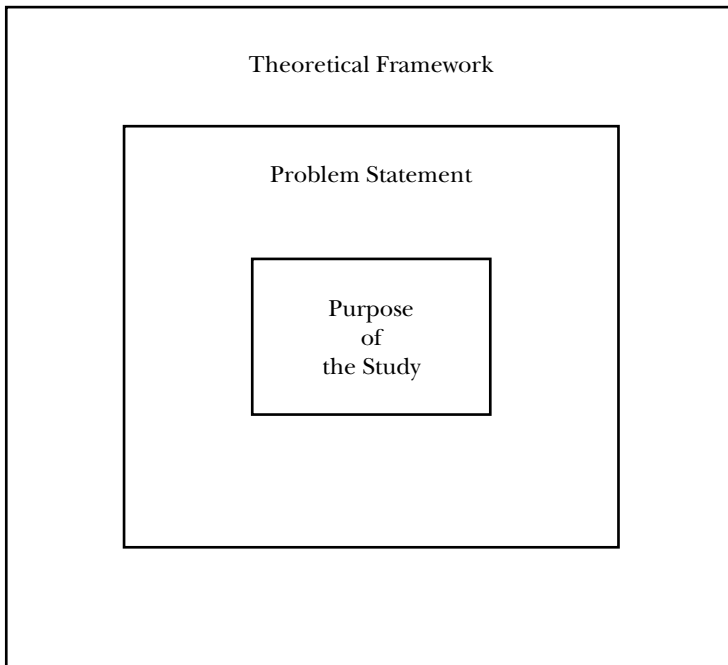 Theoretical Framework
Problem Statement
Purpose
of
the Study